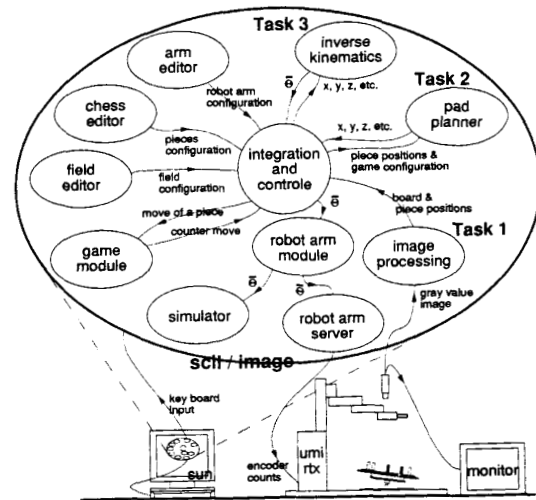 Task 3
inverse
kinematics
arm
editor
Θ
x, y, z, etc.
Task 2
robot arm
configuration
chess
editor
pad
planner
x, y, z, etc.
pieces
configuration
integration
and
controle
piece positions &
game configuration
field
editor
field
configuration
board &
piece positions
move of a piece
Θ
Task 1
counter move
game
module
robot arm
module
image
processing
Θ
Θ
gray value
image
simulator
robot arm
server
scil / image
key board
input
umi
rtx
encoder
counts
sun
monitor